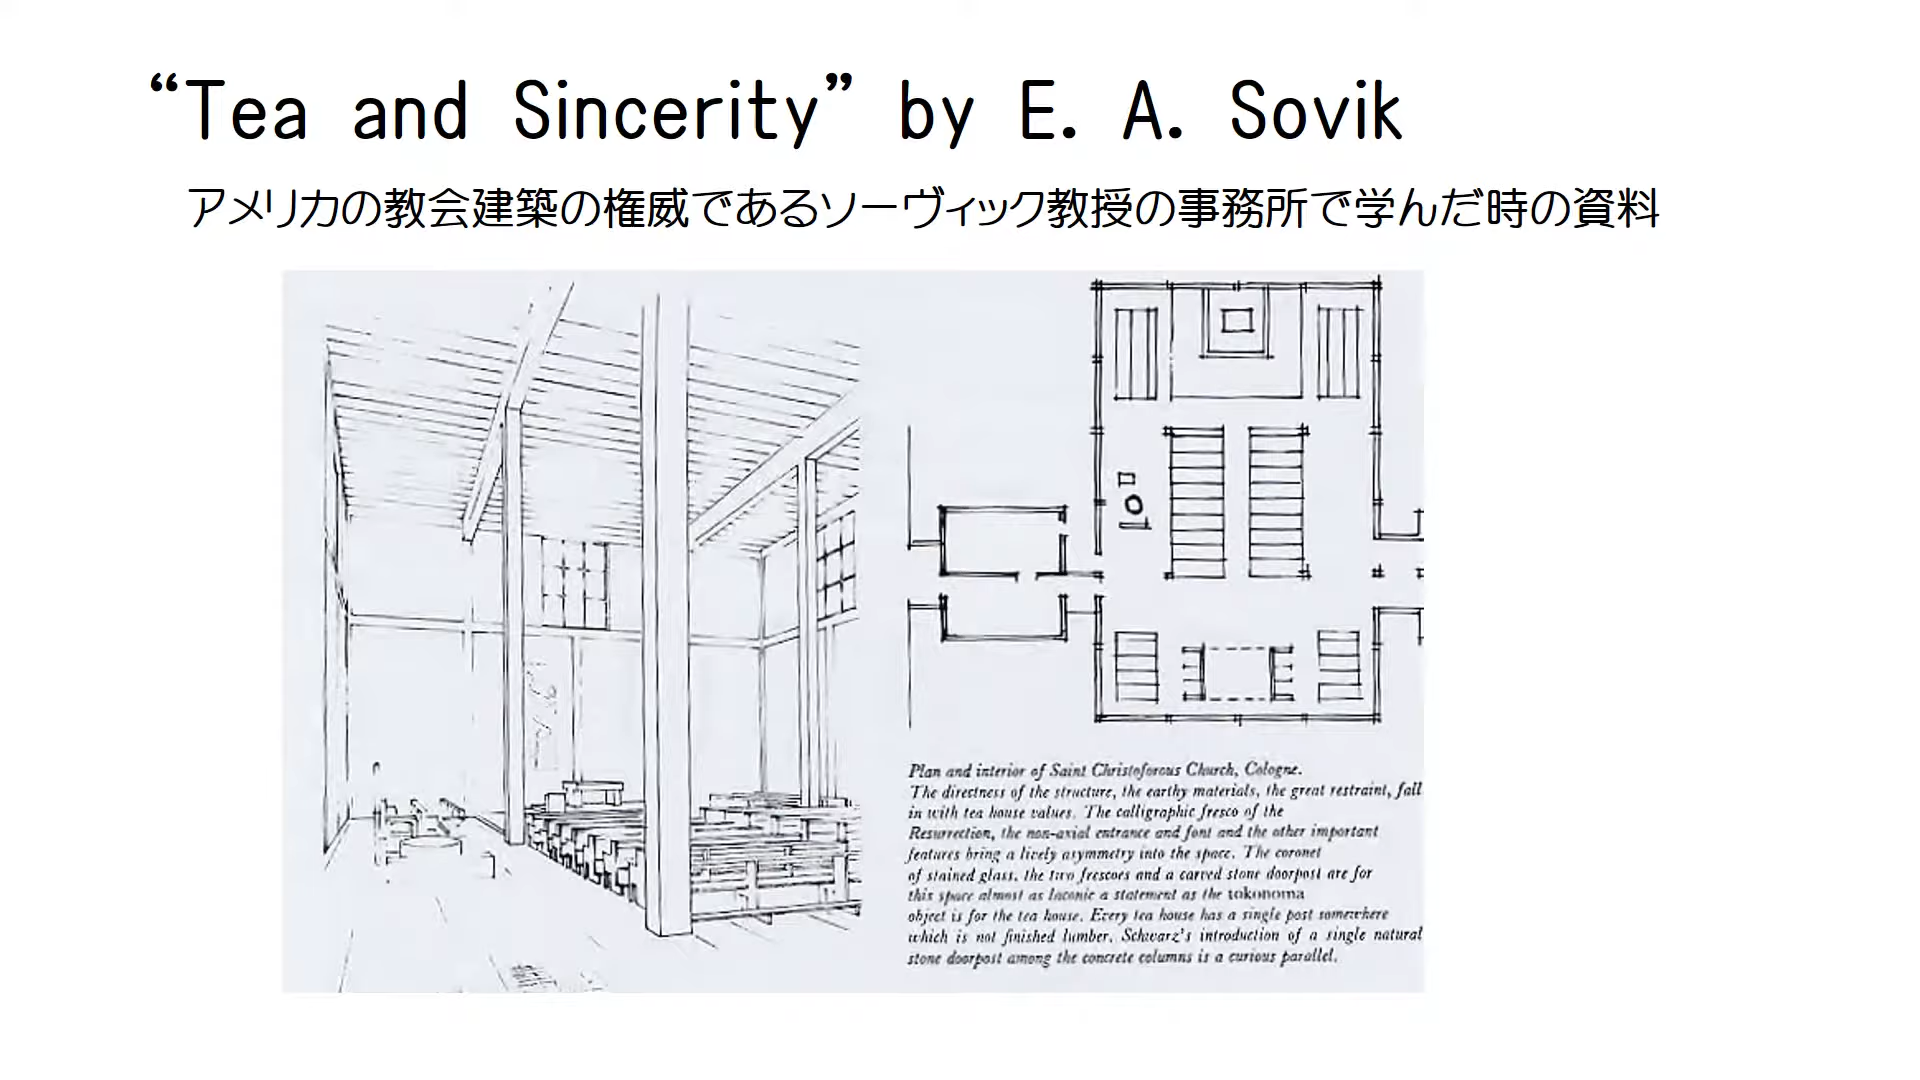 “Tea and Sincerity” by E. A. Sovik
アメリカの教会建築の権威であるソーヴィック教授の事務所で学んだ時の資料
Plan and interior of Saint Christoforous Church, Cologne.
The directness of the structure, the earthy materials, the great restraint, fall
in with tea house values. The calligraphic fresco of the
Resurrection, the non-axial entrance and font and the other important
features bring a lively asymmetry into the space. The coronet
of stained glass, the two frescoes and a carved stone doorpost are for
this space almost as laconic a statement as the tokonoma
object is for the tea house. Every tea house has a single post somewhere
which is not finished lumber. Schwarz's introduction of a single natural
stone doorpost among the concrete columns is a curious parallel.